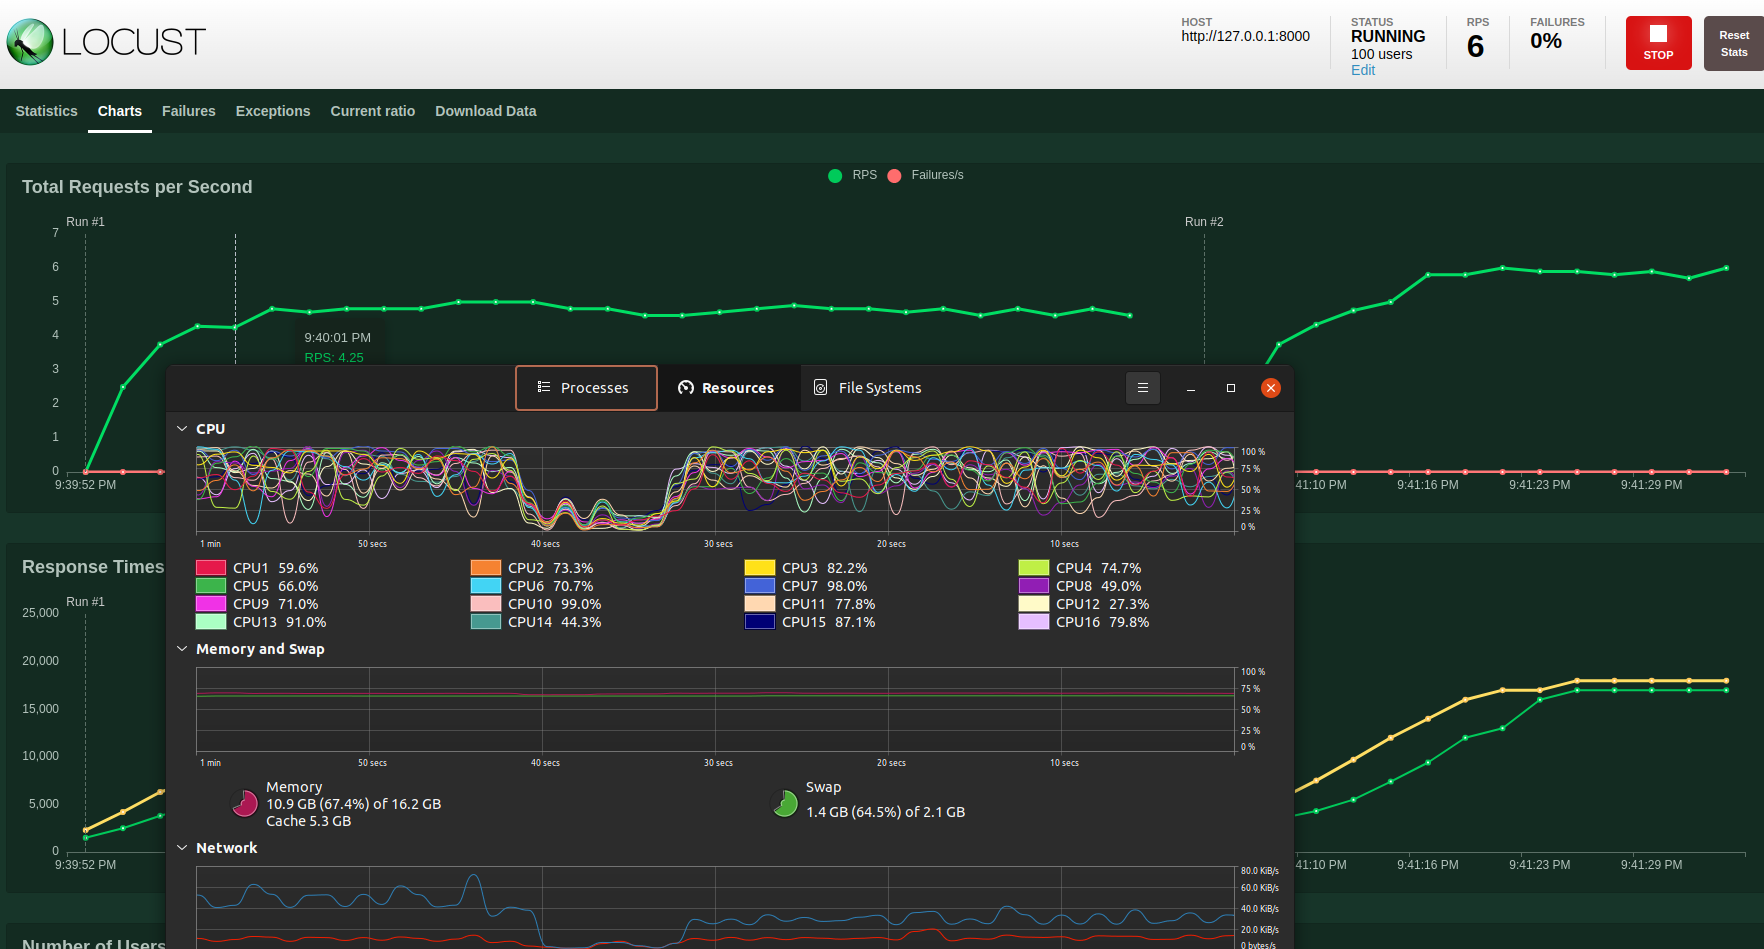 LOCUST
HOST
http://127.0.0.1:8000
STATUS
RUNNING
100 users
Edit
RPS
6
FAILURES
0%
STOP
Reset
Stats
Statistics Charts Failures Exceptions Current ratio Download Data
Total Requests per Second
RPS Failures/s
Run #1
Run #2
7
6
5
4
3
2
1
0
9:39:52 PM
9:40:01 PM
RPS: 4.25
41:10 PM 9:41:16 PM 9:41:23 PM 9:41:29 PM
Processes Resources File Systems
CPU
100 %
75 %
50 %
25 %
0 %
1 min 50 secs 40 secs 30 secs 20 secs 10 secs
CPU1 59.6% CPU2 73.3% CPU3 82.2% CPU4 74.7%
CPU5 66.0% CPU6 70.7% CPU7 98.0% CPU8 49.0%
CPU9 71.0% CPU10 99.0% CPU11 77.8% CPU12 27.3%
CPU13 91.0% CPU14 44.3% CPU15 87.1% CPU16 79.8%
Memory and Swap
100 %
75 %
50 %
25 %
0 %
1 min 50 secs 40 secs 30 secs 20 secs 10 secs
Memory
10.9 GB (67.4%) of 16.2 GB
Cache 5.3 GB
Swap
1.4 GB (64.5%) of 2.1 GB
Network
80.0 KiB/s
60.0 KiB/s
40.0 KiB/s
20.0 KiB/s
0 bytes/s
Response Times
Run #1
25,000
20,000
15,000
10,000
5,000
0
9:39:52 PM
41:10 PM 9:41:16 PM 9:41:23 PM 9:41:29 PM
Number of Users